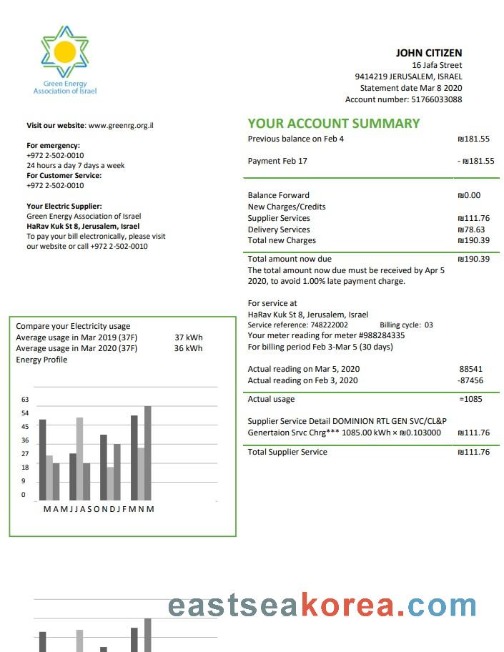 Green Energy
Association of Israel
JOHN CITIZEN
16 Jafa Street
9414219 JERUSALEM, ISRAEL
Statement date Mar 8 2020
Account number: 51766033088
Visit our website: www.greenrg.org.il
For emergency:
+972 2-502-0010
24 hours a day 7 days a week
For Customer Service:
+972 2-502-0010
Your Electric Supplier:
Green Energy Association of Israel
HaRav Kuk St 8, Jerusalem, Israel
To pay your bill electronically, please visit
our website or call +972 2-502-0010
YOUR ACCOUNT SUMMARY
Previous balance on Feb 4 ₪181.55
Payment Feb 17 - ₪181.55
Balance Forward ₪0.00
New Charges/Credits
Supplier Services ₪111.76
Delivery Services ₪78.63
Total new Charges ₪190.39
Total amount now due ₪190.39
The total amount now due must be received by Apr 5
2020, to avoid 1.00% late payment charge.
For service at
HaRav Kuk St 8, Jerusalem, Israel
Service reference: 748222002 Billing cycle: 03
Your meter reading for meter #988284335
For billing period Feb 3-Mar 5 (30 days)
Actual reading on Mar 5, 2020 88541
Actual reading on Feb 3, 2020 -87456
Actual usage =1085
Supplier Service Detail DOMINION RTL GEN SVC/CL&P
Genertaion Srvc Chrg*** 1085.00 kWh × ₪0.103000 ₪111.76
Total Supplier Service ₪111.76
Compare your Electricity usage
Average usage in Mar 2019 (37F) 37 kWh
Average usage in Mar 2020 (37F) 36 kWh
Energy Profile
63
54
45
36
27
18
9
0
M A M J J A S O N D J F M N M
eastseakorea.com